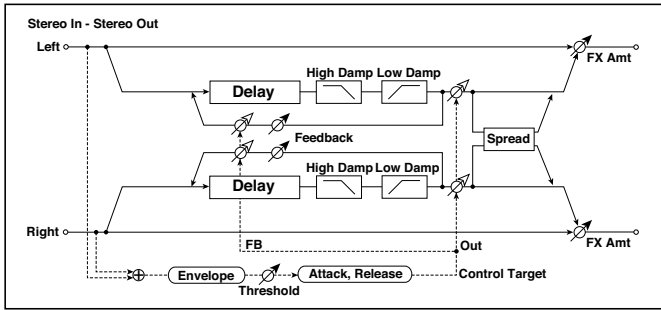 Stereo In - Stereo Out
Left
FX Amt
High Damp Low Damp
Delay
Feedback
Spread
High Damp Low Damp
Delay
Right
FB
Out
FX Amt
Envelope
Threshold
Attack, Release
Control Target